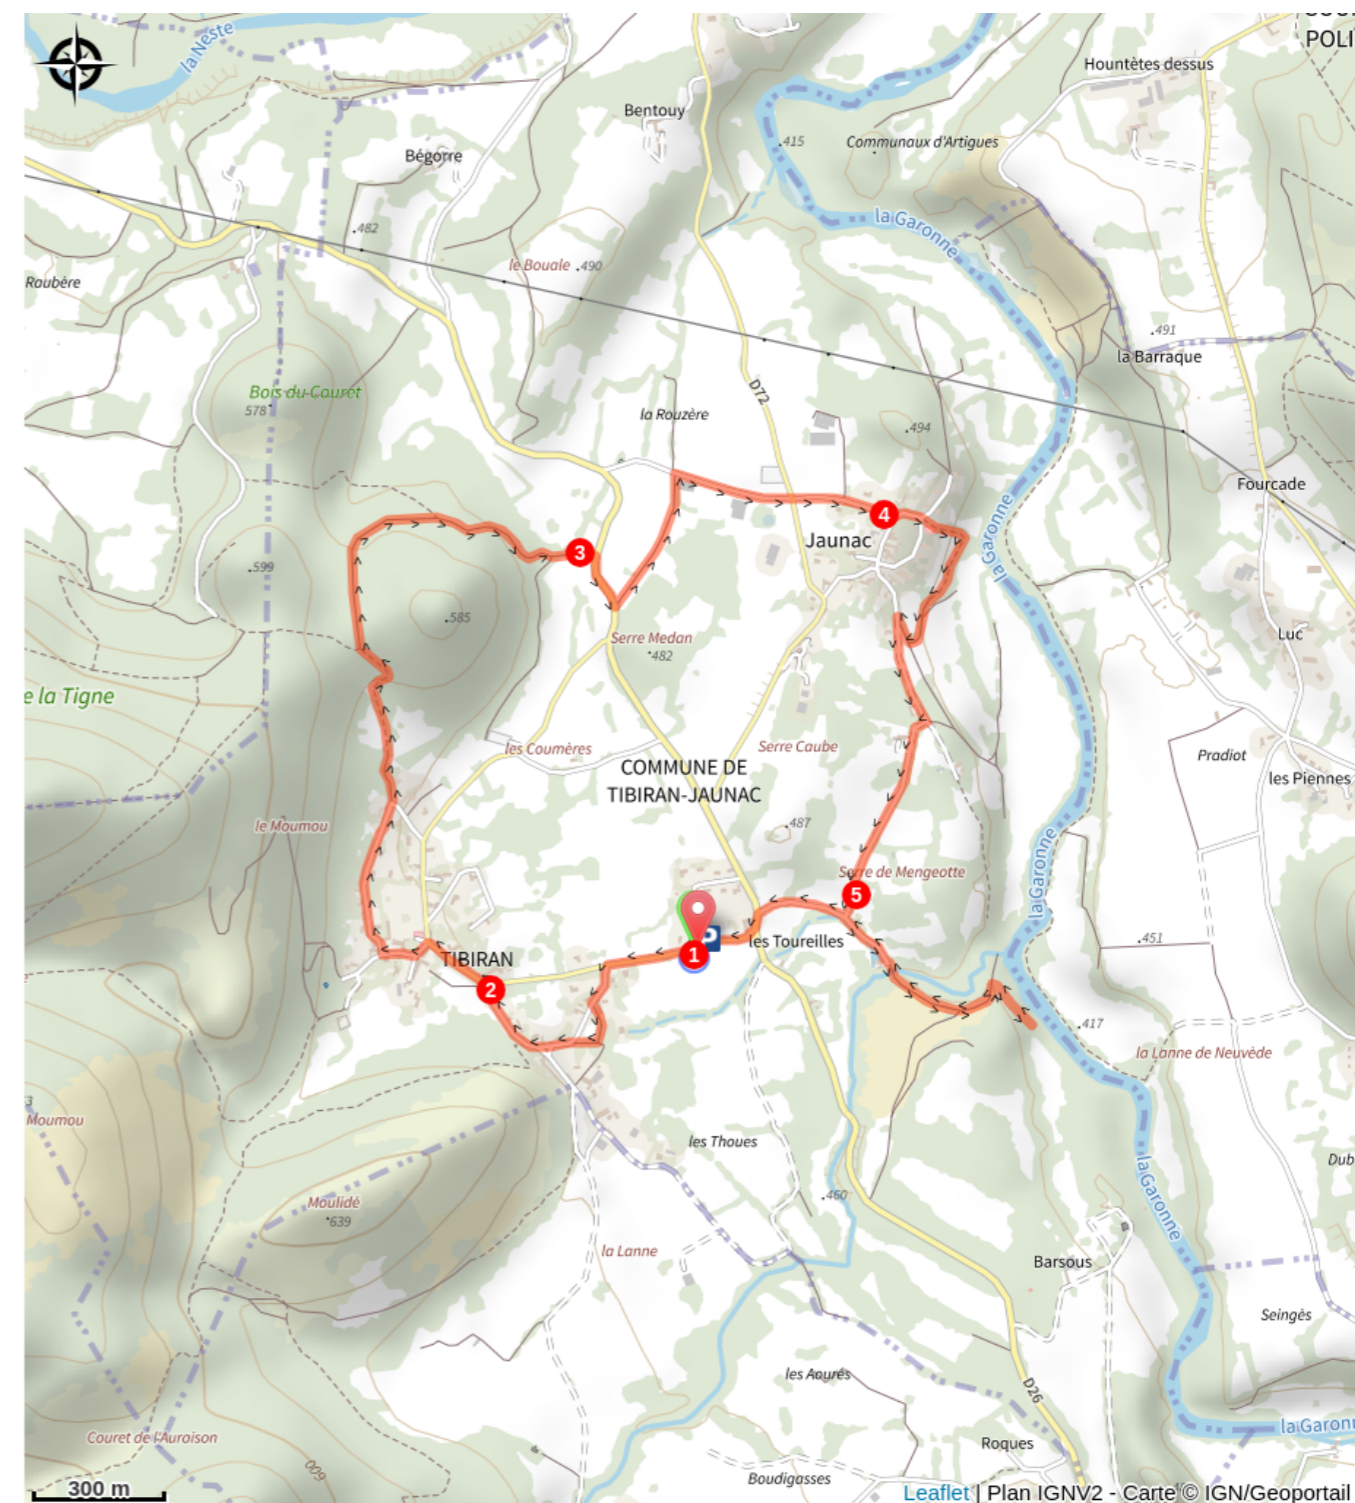 la Neste
POLI
Hountètes dessus
Bentouy
415
Communaux d'Artigues
Bégorre
la Garonne
482
le Bouale
490
Raubère
491
la Barraque
D72
Bois du Couret
578
la Rouzère
494
Fourcade
4
Jaunac
la Garonne
3
599
585
Serre Medan
482
Luc
e la Tigne
les Coumères
Serre Caube
Pradiot
COMMUNE DE
TIBIRAN-JAUNAC
les Piennes
le Moumou
487
Serre de Mengeotte
la Garonne
5
P
les Toureilles
451
1
TIBIRAN
2
417
la Lanne de Neuvède
3
Moumou
les Thoues
Dub
la Garonne
460
Moulidé
639
la Lanne
Barsous
Seingès
les Anurés
D26
Couret de l'Auraison
600
la Garon
Roques
Boudigasses
300 m
Leaflet | Plan IGNV2 - Carte © IGN/Geoportail